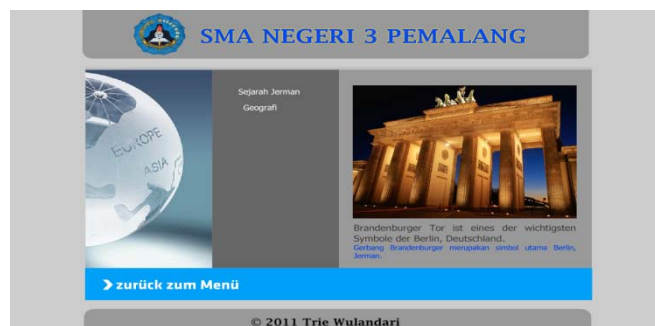 SMA NEGERI 3 PEMALANG
EUROPE
ASIA
Sejarah Jerman
Geografi
Brandenburger Tor ist eines der wichtigsten
Symbole der Berlin, Deutschland.
Gerbang Brandenburger merupakan simbol utama Berlin,
Jerman.
zurück zum Menü
© 2011 Trie Wulandari